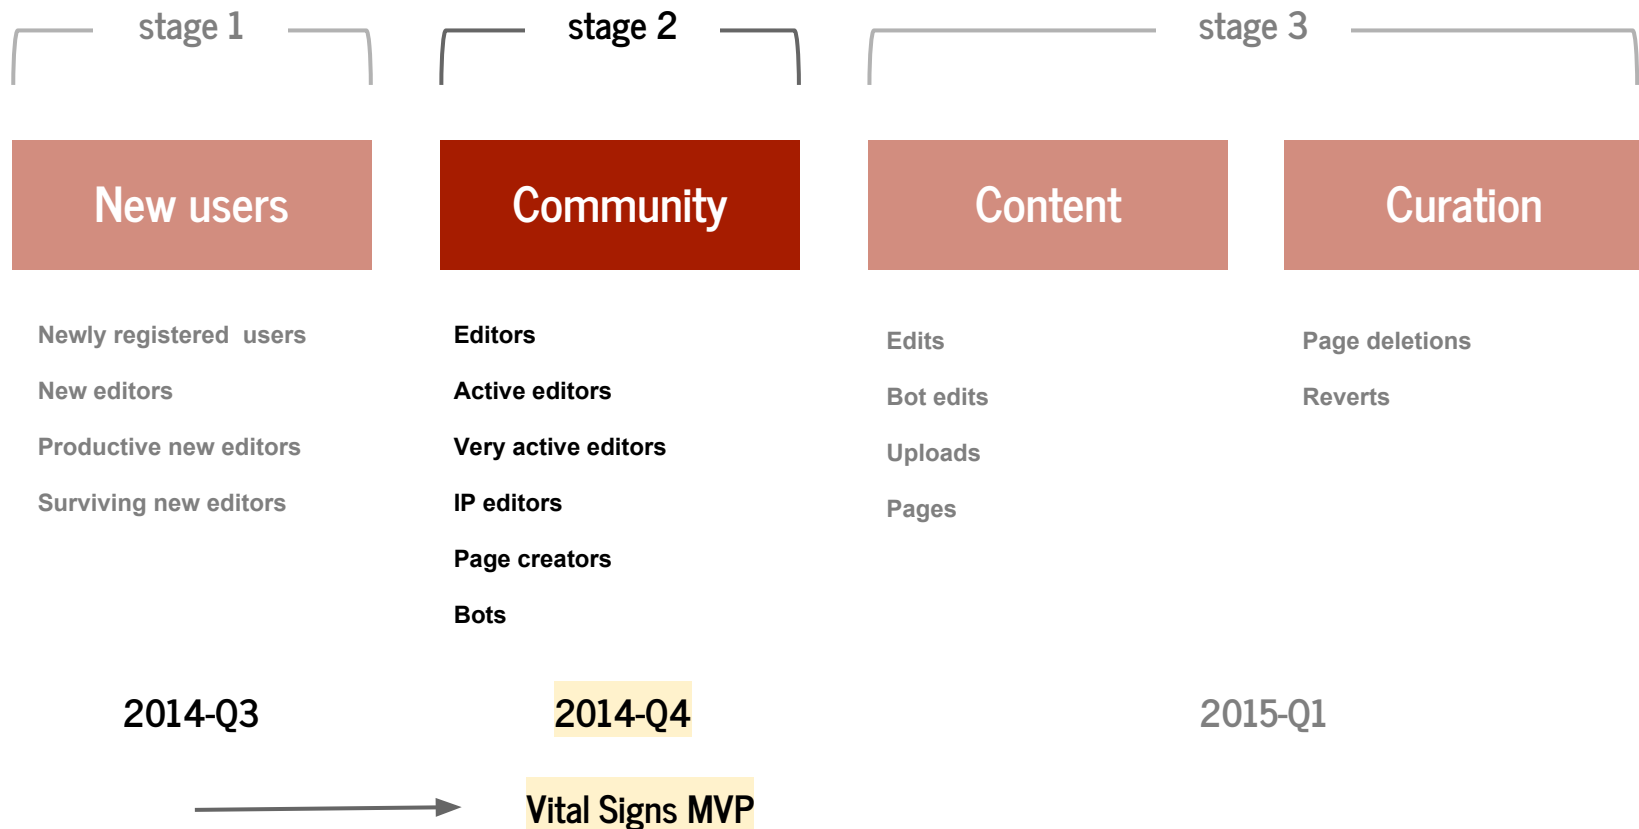 stage 1
stage 2
stage 3
New users
Community
Content
Curation
Newly registered  users
New editors
Productive new editors
Surviving new editors
Editors
Active editors
Very active editors
IP editors
Page creators
Bots
Edits
Bot edits
Uploads
Pages
Page deletions
Reverts
2014-Q3
2014-Q4
2015-Q1
Vital Signs MVP